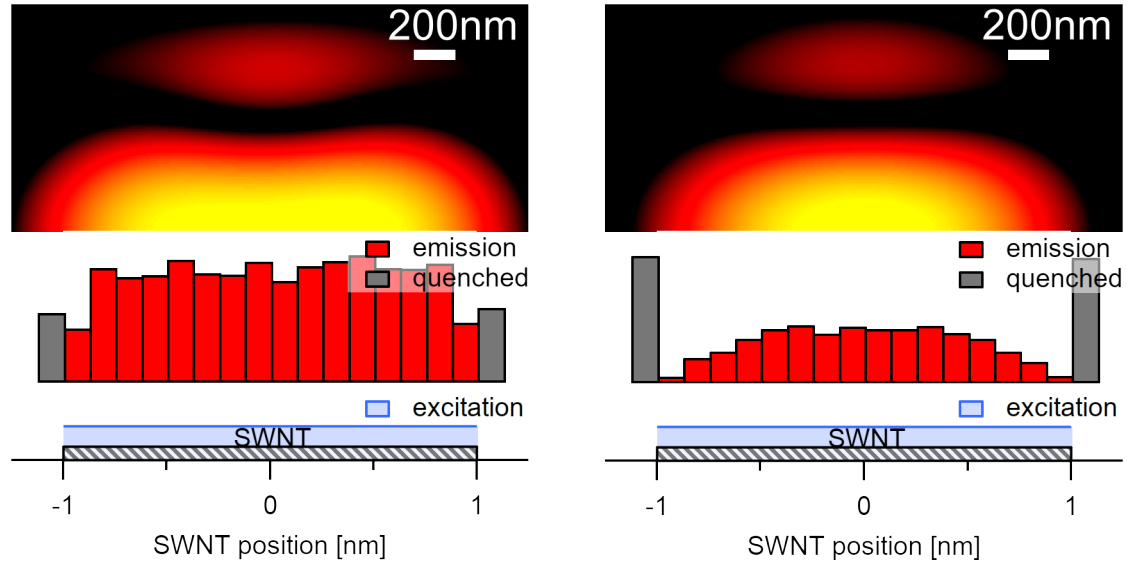 200nm
emission
quenched
excitation
SWNT
-1 0 1
SWNT position [nm]
200nm
emission
quenched
excitation
SWNT
-1 0 1
SWNT position [nm]